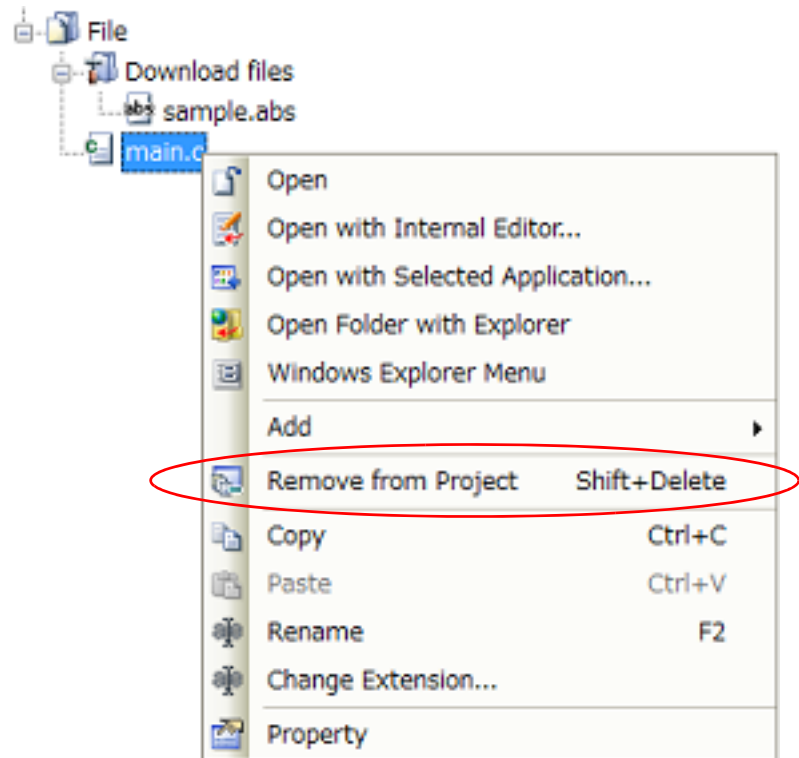 File
Download files
abs sample.abs
c main.c
Open
Open with Internal Editor...
Open with Selected Application...
Open Folder with Explorer
Windows Explorer Menu
Add
Remove from Project Shift+Delete
Copy Ctrl+C
Paste Ctrl+V
Rename F2
Change Extension...
Property